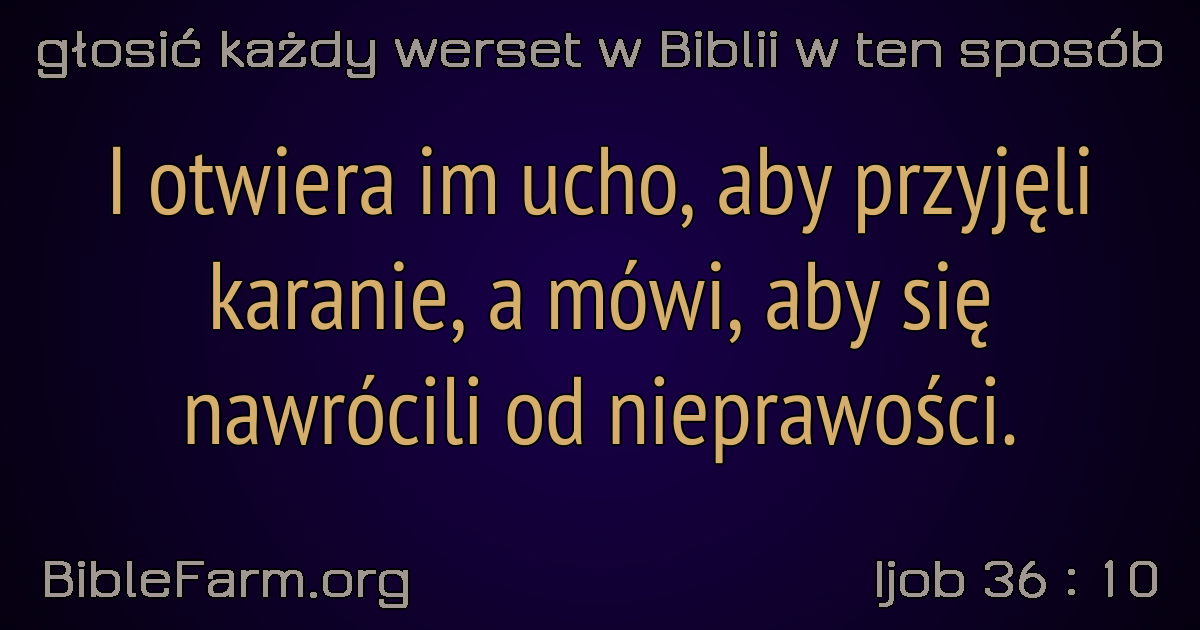 głosić każdy werset w Biblii w ten sposób
I otwiera im ucho, aby przyjęli
karanie, a mówi, aby się
nawrócili od nieprawości.
BibleFarm.org
Ijob 36 : 10